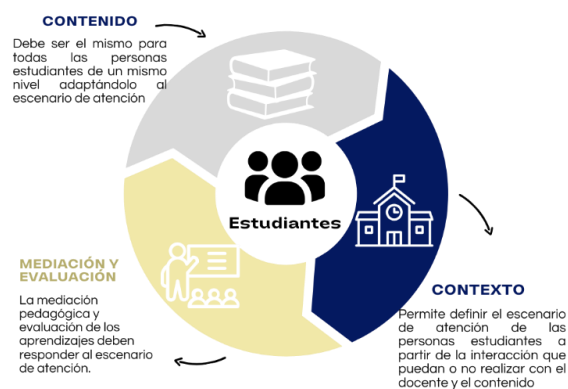 CONTENIDO
Debe ser el mismo para
todas las personas
estudiantes de un mismo
nivel adaptándolo al
escenario de atención
Estudiantes
MEDIACIÓN Y
EVALUACIÓN
La mediación
pedagógica y
evaluación de los
aprendizajes deben
responder al escenario
de atención.
CONTEXTO
Permite definir el escenario
de atención de las
personas estudiantes a
partir de la interacción que
puedan o no realizar con el
docente y el contenido